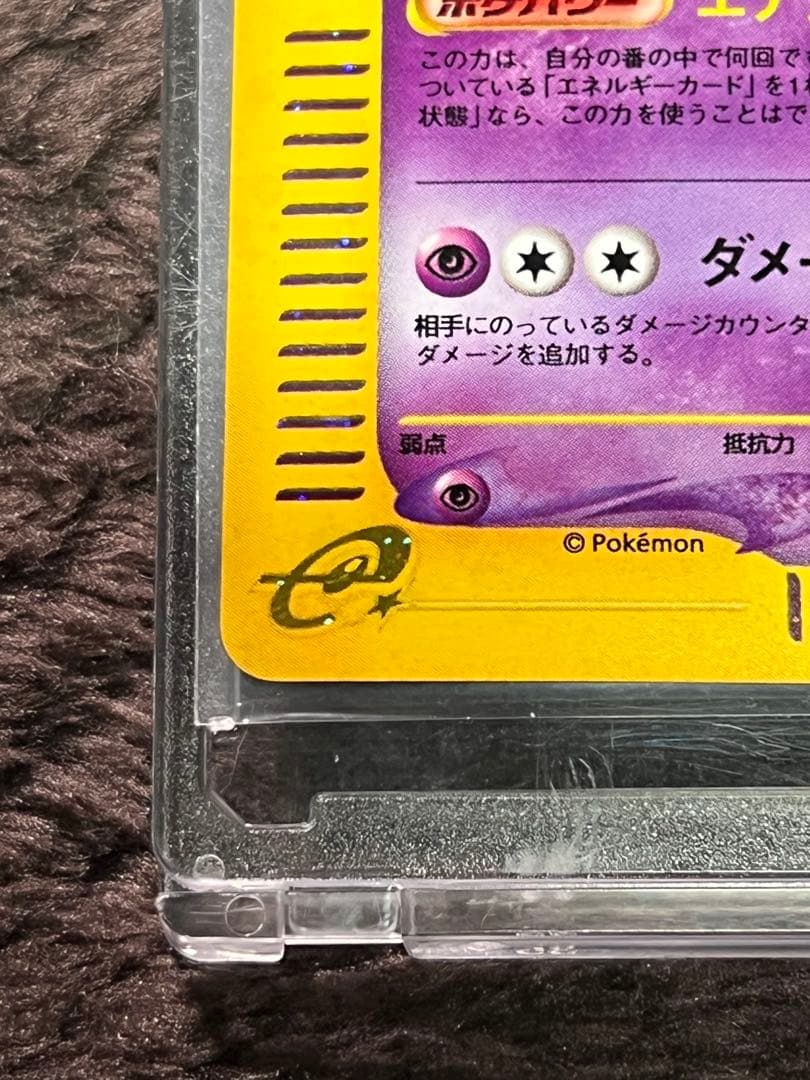 ポケパワー エナ
この力は、自分の番の中で何回で
ついている「エネルギーカード」を1
状態」なら、この力を使うことはで
ダメー
相手にのっているダメージカウンタ
ダメージを追加する。
弱点
抵抗力
© Pokémon
e